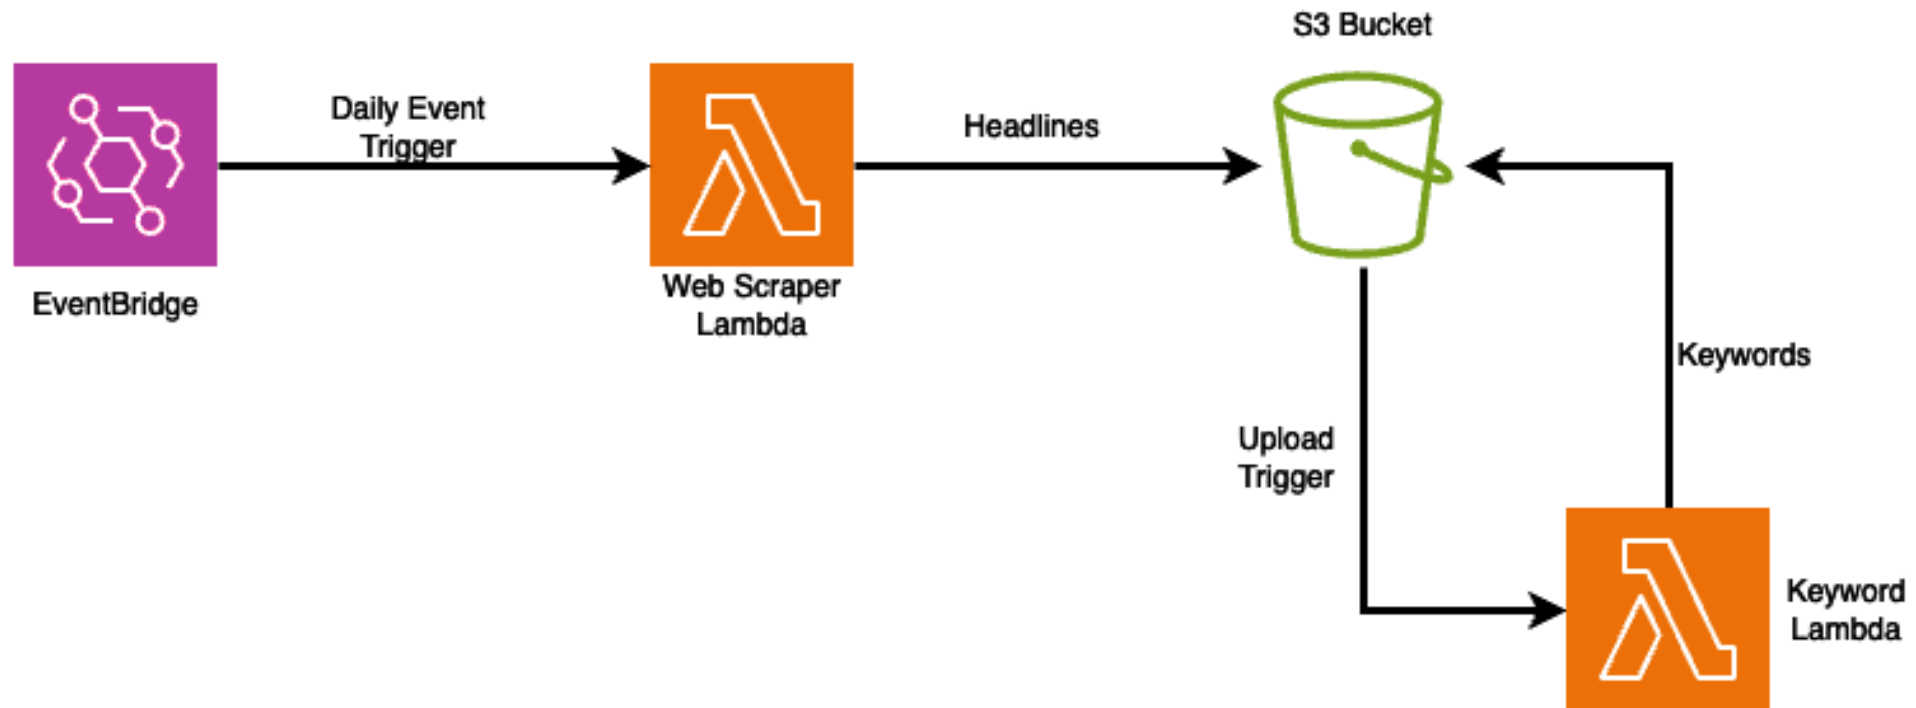 S3 Bucket
Daily Event
Trigger
Headlines
EventBridge
Web Scraper
Lambda
Keywords
Upload
Trigger
Keyword
Lambda